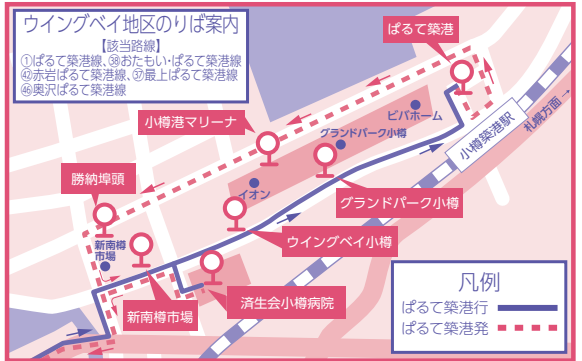 ウイングベイ地区のりば案内
【該当路線】
①ぱるて築港線、㊳おたもい・ぱるて築港線
㊷赤岩ぱるて築港線、㊲最上ぱるて築港線
㊻奥沢ぱるて築港線
ぱるて築港
小樽港マリーナ
ビバホーム
グランドパーク小樽
小樽築港駅
札幌方面→
勝納埠頭
イオン
グランドパーク小樽
新南樽
市場
ウイングベイ小樽
済生会小樽病院
新南樽市場
凡例
ぱるて築港行
ぱるて築港発